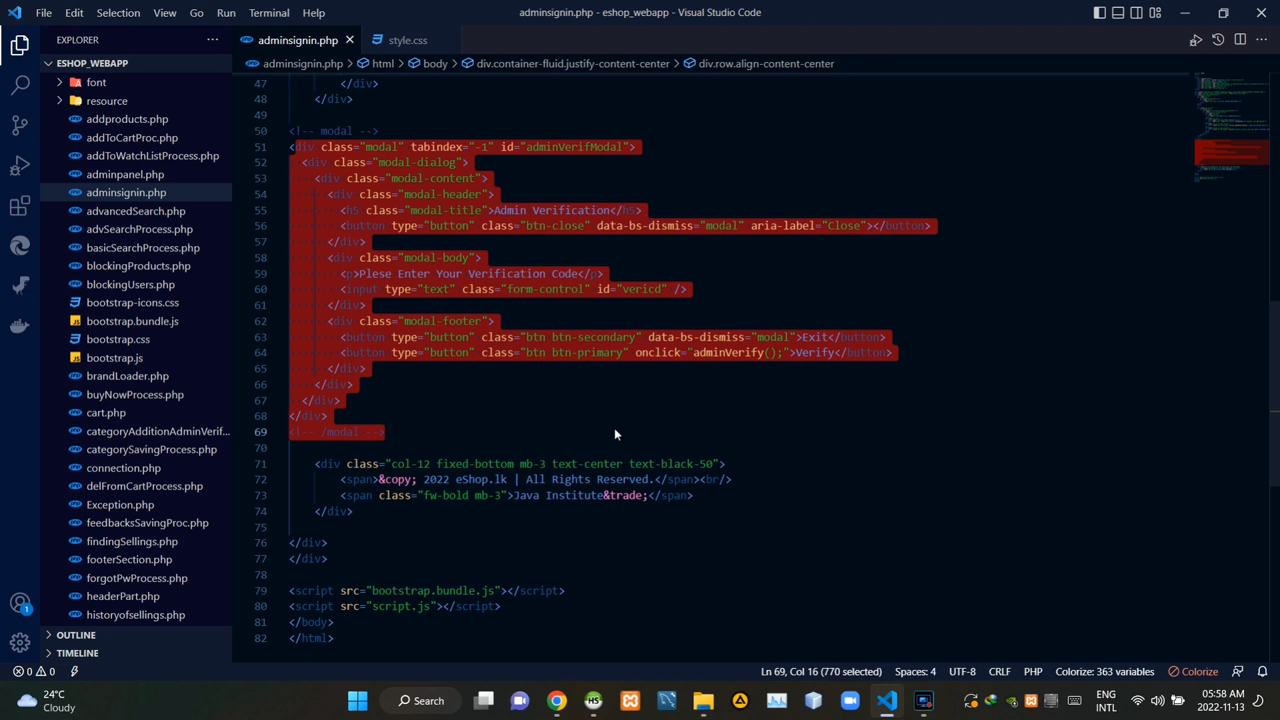 File Edit Selection View Go Run Terminal Help
adminsignin.php - eshop_webapp - Visual Studio Code
EXPLORER
adminsignin.php
style.css
ESHOP_WEBAPP
adminsignin.php > html > body > div.container-fluid.justify-content-center > div.row.align-content-center
font
resource
addproducts.php
addToCartProc.php
addToWatchListProcess.php
adminpanel.php
adminsignin.php
advancedSearch.php
advSearchProcess.php
basicSearchProcess.php
blockingProducts.php
blockingUsers.php
bootstrap-icons.css
bootstrap.bundle.js
bootstrap.css
bootstrap.js
brandLoader.php
buyNowProcess.php
cart.php
categoryAdditionAdminVerif...
categorySavingProcess.php
connection.php
delFromCartProcess.php
Exception.php
feedbacksSavingProc.php
findingSellings.php
footerSection.php
forgotPwProcess.php
headerPart.php
historyofsellings.php
OUTLINE
TIMELINE
47 </div>
48 </div>
49
50 <!-- modal -->
51 <div class="modal" tabindex="-1" id="adminVerifModal">
52 <div class="modal-dialog">
53 <div class="modal-content">
54 <div class="modal-header">
55 <h5 class="modal-title">Admin Verification</h5>
56 <button type="button" class="btn-close" data-bs-dismiss="modal" aria-label="Close"></button>
57 </div>
58 <div class="modal-body">
59 <p>Plese Enter Your Verification Code</p>
60 <input type="text" class="form-control" id="vericd" />
61 </div>
62 <div class="modal-footer">
63 <button type="button" class="btn btn-secondary" data-bs-dismiss="modal">Exit</button>
64 <button type="button" class="btn btn-primary" onclick="adminVerify();">Verify</button>
65 </div>
66 </div>
67 </div>
68 </div>
69 <!-- /modal -->
70
71 <div class="col-12 fixed-bottom mb-3 text-center text-black-50">
72 <span>&copy; 2022 eShop.lk | All Rights Reserved.</span><br/>
73 <span class="fw-bold mb-3">Java Institute&trade;</span>
74 </div>
75
76 </div>
77 </div>
78
79 <script src="bootstrap.bundle.js"></script>
80 <script src="script.js"></script>
81 </body>
82 </html>
0 0 Ln 69, Col 16 (770 selected) Spaces: 4 UTF-8 CRLF PHP Colorize: 363 variables Colorize
24°C
Cloudy
Search
ENG
INTL
05:58 AM
2022-11-13